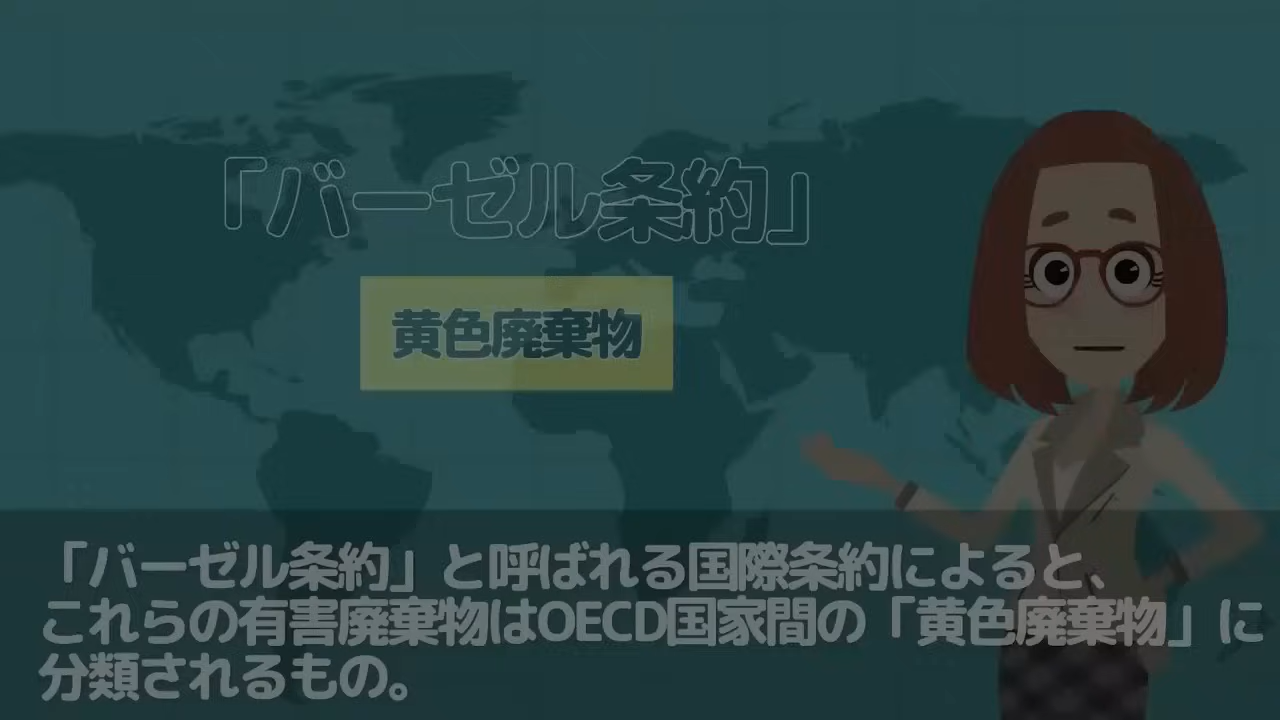 「バーゼル条約」
黄色廃棄物
「バーゼル条約」と呼ばれる国際条約によると、
これらの有害廃棄物はOECD国家間の「黄色廃棄物」に
分類されるもの。